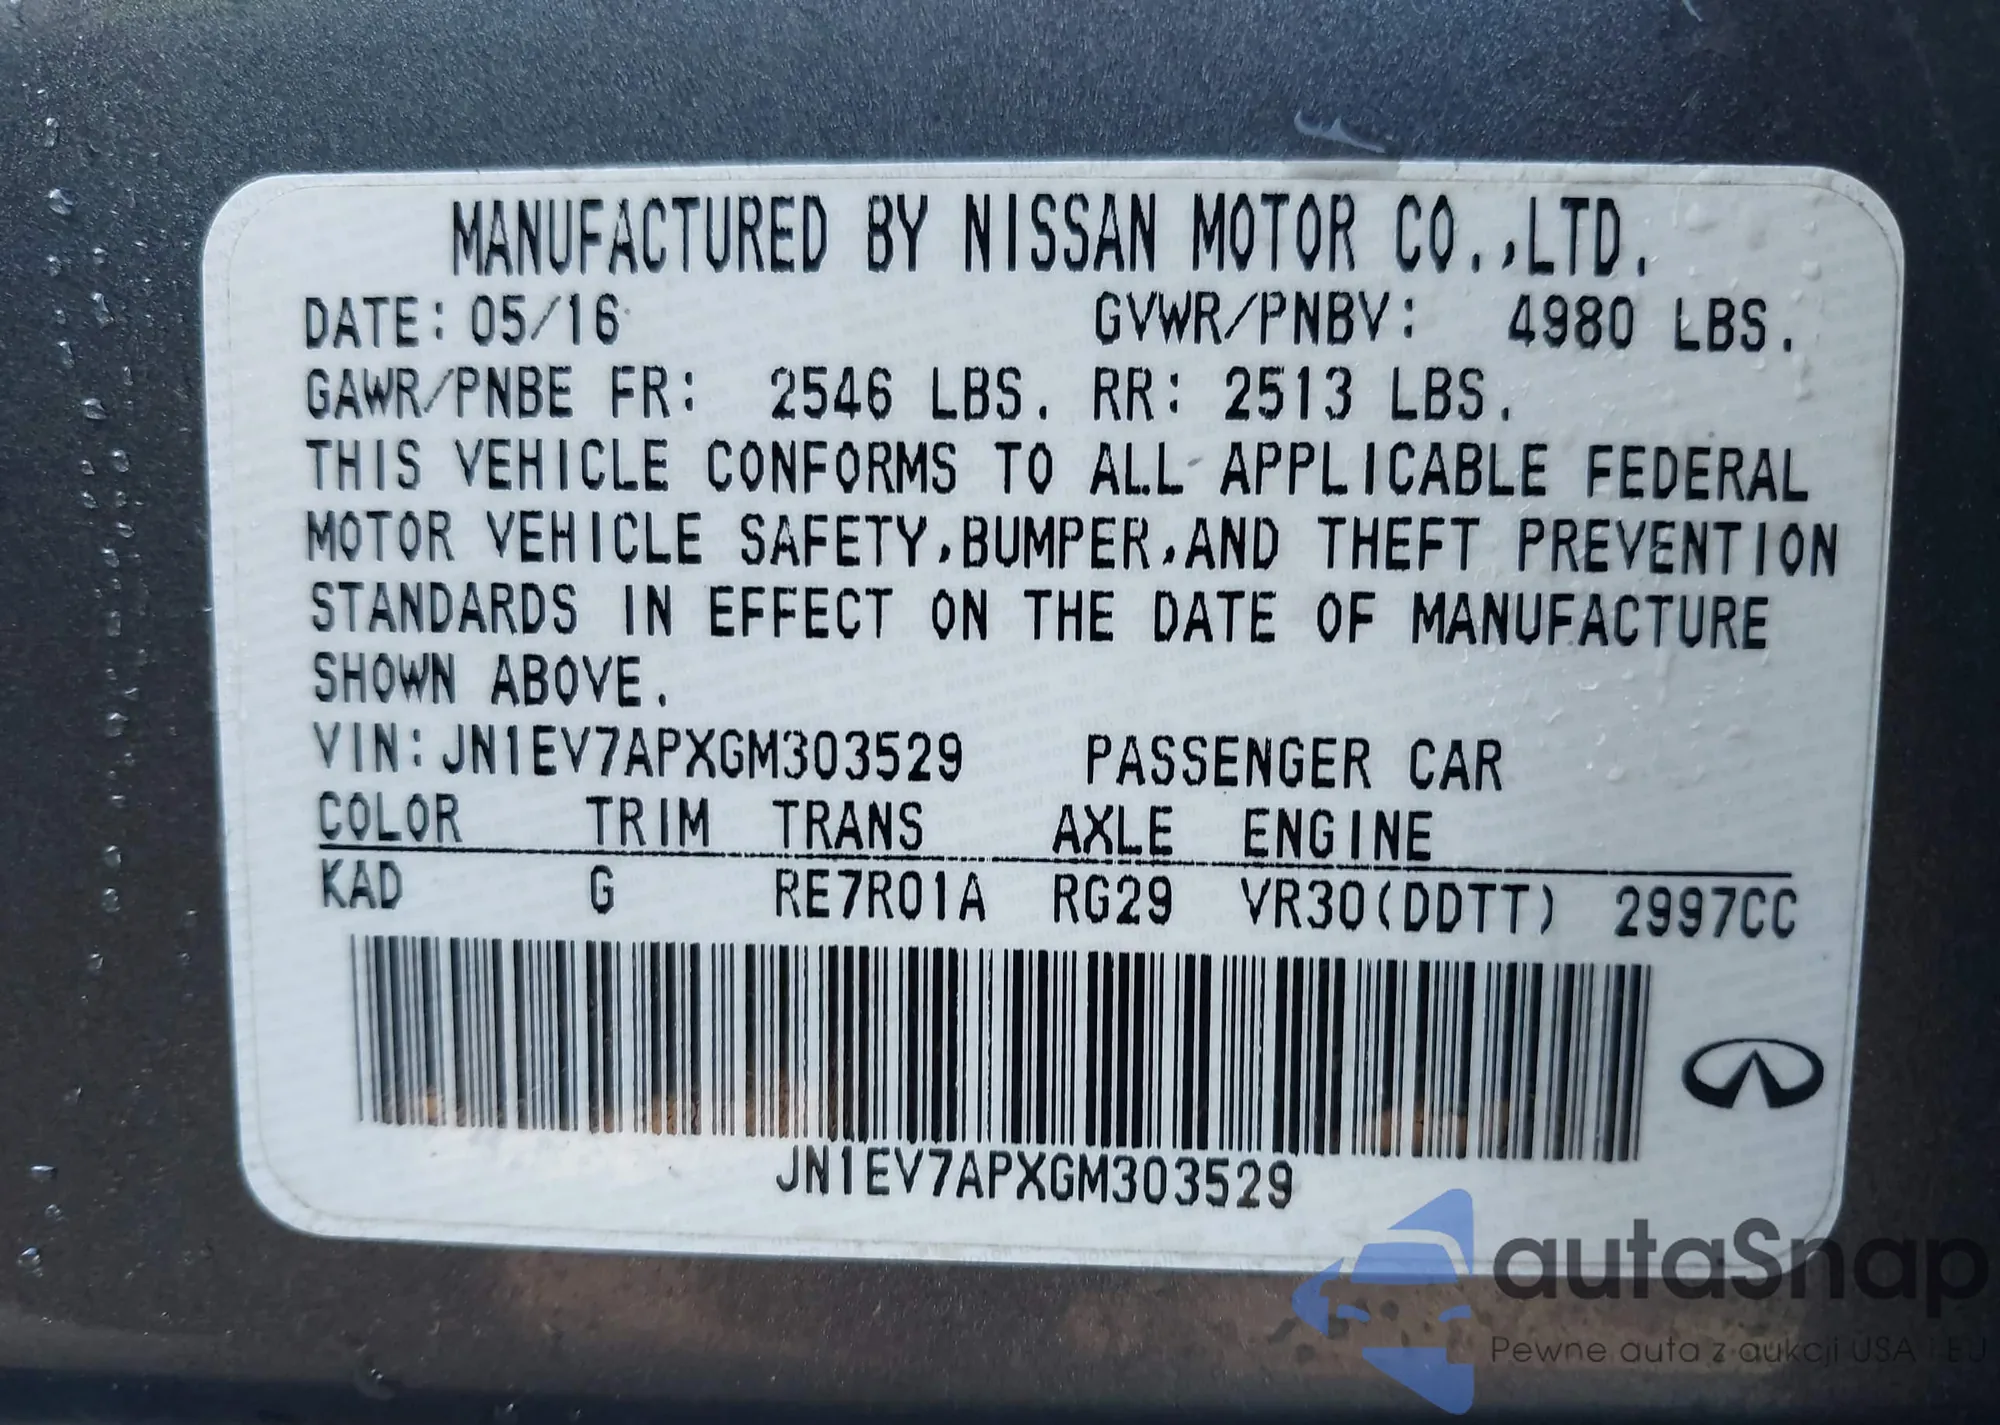 MANUFACTURED BY NISSAN MOTOR CO.,LTD.
DATE: 05/16 GVWR/PNBV: 4980 LBS.
GAWR/PNBE FR: 2546 LBS. RR: 2513 LBS.
THIS VEHICLE CONFORMS TO ALL APPLICABLE FEDERAL
MOTOR VEHICLE SAFETY,BUMPER,AND THEFT PREVENTION
STANDARDS IN EFFECT ON THE DATE OF MANUFACTURE
SHOWN ABOVE.
VIN: JN1EV7APXGM303529 PASSENGER CAR
COLOR TRIM TRANS AXLE ENGINE
KAD G RE7R01A RG29 VR30(DDTT) 2997CC
JN1EV7APXGM303529
autaSnap
Pewne auta z aukcji USA i EU